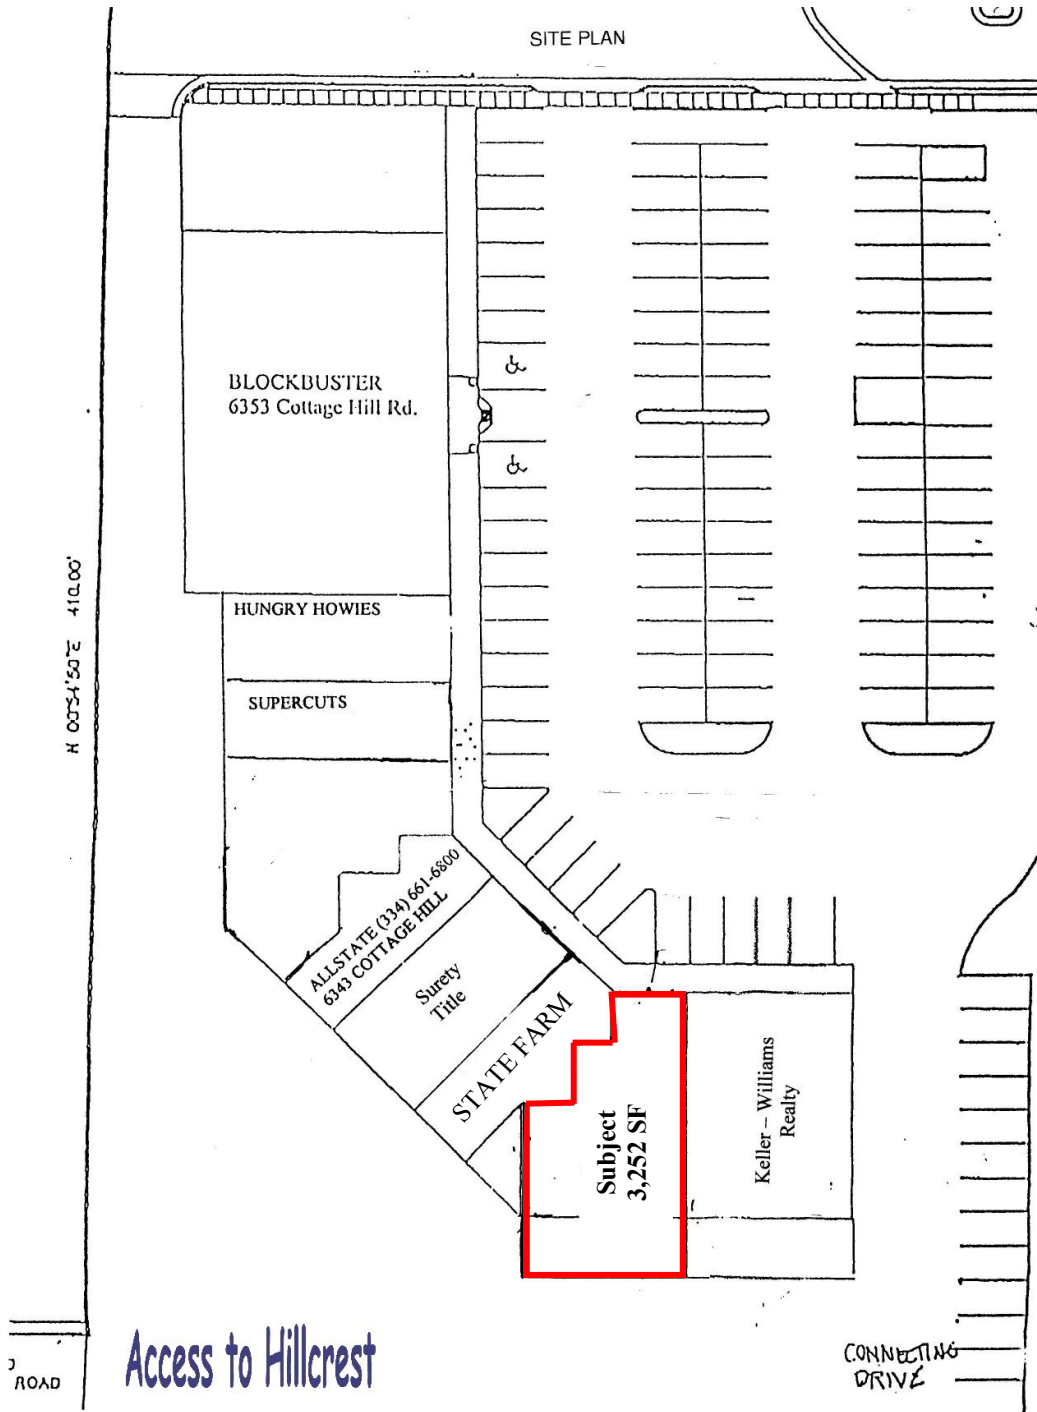 SITE PLAN
BLOCKBUSTER
6353 Cottage Hill Rd.
N 00°54'50"E 410.00'
HUNGRY HOWIES
SUPERCUTS
ALLSTATE (334) 661-6800
6343 COTTAGE HILL
Surety
Title
STATE FARM
Subject
3,252 SF
Keller – Williams
Realty
Access to Hillcrest
CONNECTING
DRIVE
ROAD